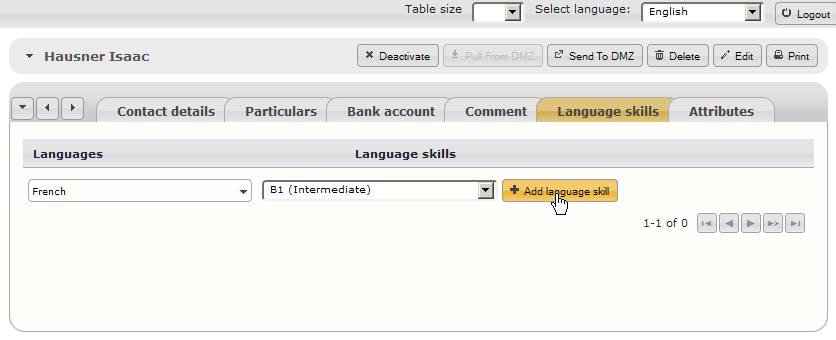 Table size Select language: English Logout
Hausner Isaac Deactivate Pull From DMZ Send To DMZ Delete Edit Print
Contact details Particulars Bank account Comment Language skills Attributes
Languages Language skills
French B1 (Intermediate) Add language skill
1-1 of 0